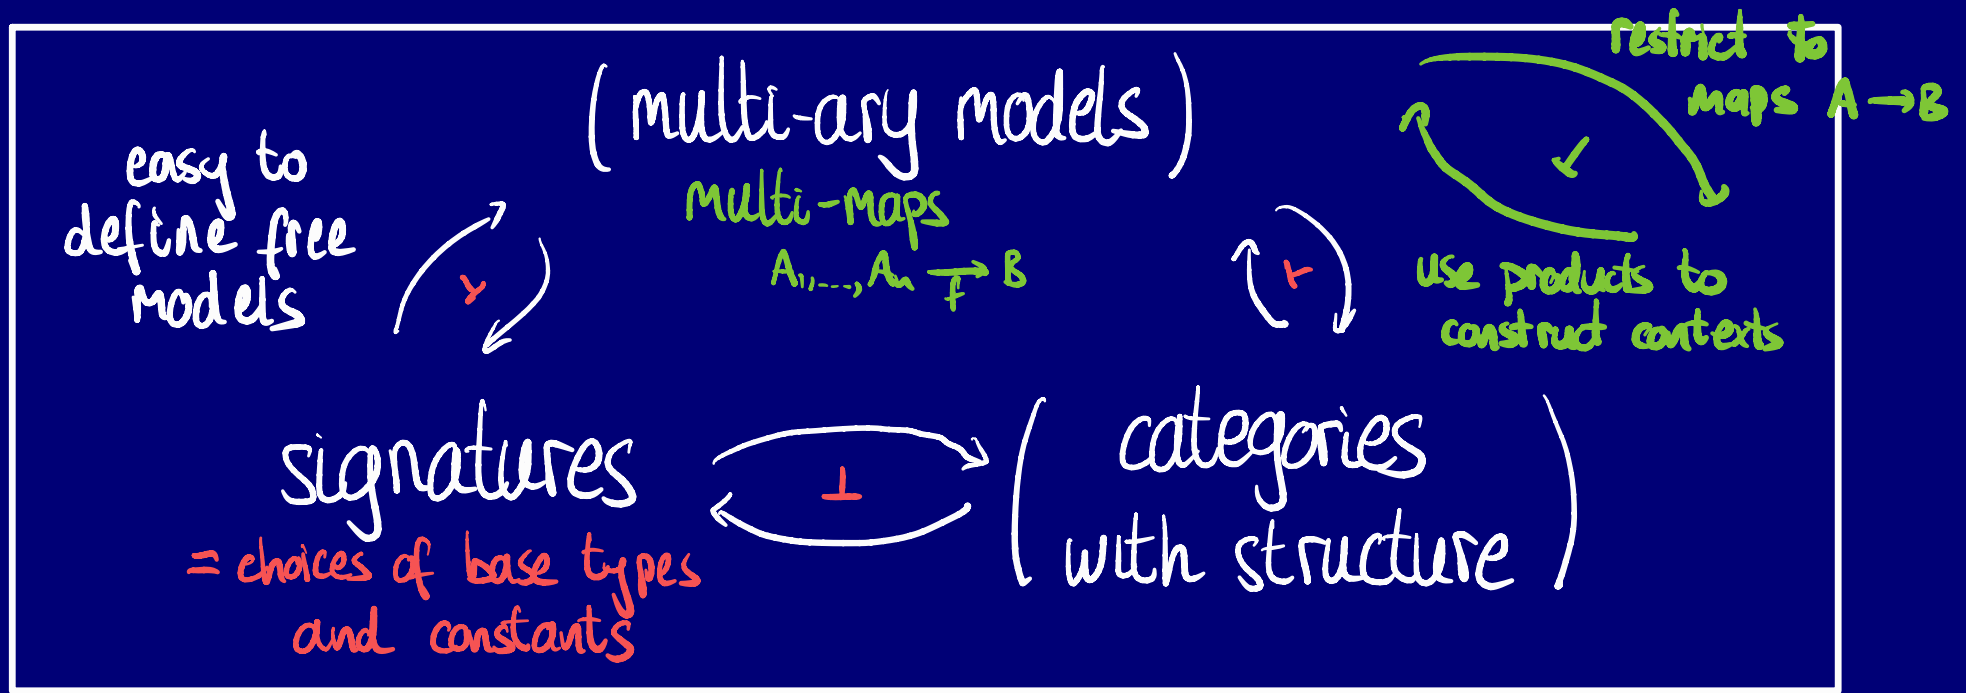 restrict to
maps A → B
(multi-ary models)
easy to
define free
models
multi-maps
A₁,...,Aₙ → B
f
✓
use products to
construct contexts
signatures
⊥
(categories
with structure)
= choices of base types
and constants